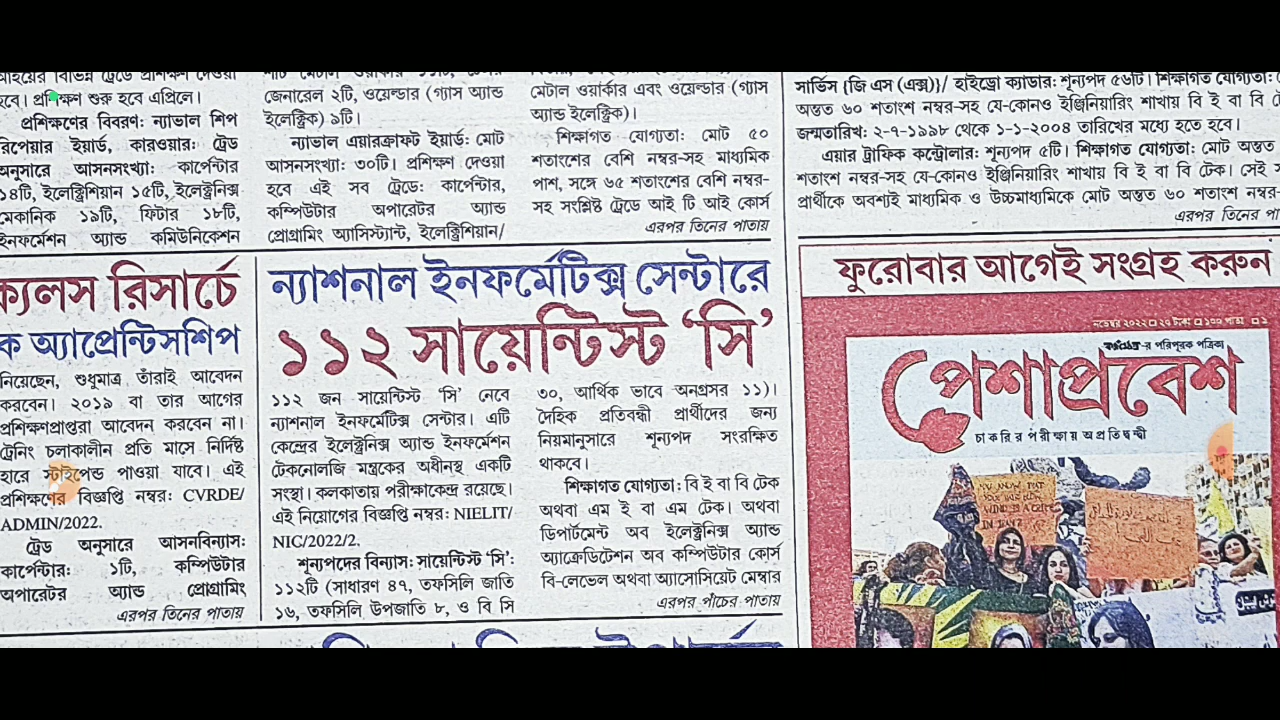 হবে। প্রশিক্ষণ শুরু হবে এপ্রিলে।
প্রশিক্ষণের বিবরণ: ন্যাভাল শিপ
রিপেয়ার ইয়ার্ড, কারওয়ার: ট্রেড
অনুসারে আসনসংখ্যা: কার্পেন্টার
১৪টি, ইলেক্ট্রিশিয়ান ১৫টি, ইলেক্ট্রনিক্স
মেকানিক ১৯টি, ফিটার ১৮টি,
ইনফর্মেশন অ্যান্ড কমিউনিকেশন
জেনারেল ২টি, ওয়েল্ডার (গ্যাস অ্যান্ড
ইলেক্ট্রিক) ৯টি।
ন্যাভাল এয়ারক্রাফট ইয়ার্ড: মোট
আসনসংখ্যা: ৩০টি। প্রশিক্ষণ দেওয়া
হবে এই সব ট্রেডে: কার্পেন্টার,
কম্পিউটার অপারেটর অ্যান্ড
প্রোগ্রামিং অ্যাসিস্ট্যান্ট, ইলেক্ট্রিশিয়ান/
মেটাল ওয়ার্কার এবং ওয়েল্ডার (গ্যাস
অ্যান্ড ইলেক্ট্রিক)।
শিক্ষাগত যোগ্যতা: মোট ৫০
শতাংশের বেশি নম্বর-সহ মাধ্যমিক
পাশ, সঙ্গে ৬৫ শতাংশের বেশি নম্বর-
সহ সংশ্লিষ্ট ট্রেডে আই টি আই কোর্স
এরপর তিনের পাতায়
সার্ভিস (জি এস (এক্স)}/ হাইড্রো ক্যাডার: শূন্যপদ ৫৬টি। শিক্ষাগত যোগ্যতা:
অন্তত ৬০ শতাংশ নম্বর-সহ যে-কোনও ইঞ্জিনিয়ারিং শাখায় বি ই বা বি
জন্মতারিখ: ২-৭-১৯৯৮ থেকে ১-১-২০০৪ তারিখের মধ্যে হতে হবে।
এয়ার ট্রাফিক কন্ট্রোলার: শূন্যপদ ৫টি। শিক্ষাগত যোগ্যতা: মোট অন্তত
শতাংশ নম্বর-সহ যে-কোনও ইঞ্জিনিয়ারিং শাখায় বি ই বা বি টেক। সেই
প্রার্থীকে অবশ্যই মাধ্যমিক ও উচ্চমাধ্যমিকে মোট অন্তত ৬০ শতাংশ নম্বর
এরপর তিনের পা
ক্যলস রিসার্চে
ক অ্যাপ্রেন্টিসশিপ
নিয়েছেন, শুধুমাত্র তাঁরাই আবেদন
করবেন। ২০১৯ বা তার আগের
প্রশিক্ষণপ্রাপ্তরা আবেদন করবেন না।
ট্রেনিং চলাকালীন প্রতি মাসে নির্দিষ্ট
হারে স্টাইপেন্ড পাওয়া যাবে। এই
প্রশিক্ষণের বিজ্ঞপ্তি নম্বর: CVRDE/
ADMIN/2022.
ট্রেড অনুসারে আসনবিন্যাস:
কার্পেন্টার: ১টি, কম্পিউটার
অপারেটর অ্যান্ড প্রোগ্রামিং
এরপর তিনের পাতায়
ন্যাশনাল ইনফর্মেটিক্স সেন্টারে
১১২ সায়েন্টিস্ট ‘সি’
১১২ জন সায়েন্টিস্ট ‘সি’ নেবে
ন্যাশনাল ইনফর্মেটিক্স সেন্টার। এটি
কেন্দ্রের ইলেক্ট্রনিক্স অ্যান্ড ইনফর্মেশন
টেকনোলজি মন্ত্রকের অধীনস্থ একটি
সংস্থা। কলকাতায় পরীক্ষাকেন্দ্র রয়েছে।
এই নিয়োগের বিজ্ঞপ্তি নম্বর: NIELIT/
NIC/2022/2.
শূন্যপদের বিন্যাস: সায়েন্টিস্ট ‘সি’:
১১২টি (সাধারণ ৪৭, তফসিলি জাতি
১৬, তফসিলি উপজাতি ৮, ও বি সি
৩০, আর্থিক ভাবে অনগ্রসর ১১)।
দৈহিক প্রতিবন্ধী প্রার্থীদের জন্য
নিয়মানুসারে শূন্যপদ সংরক্ষিত
থাকবে।
শিক্ষাগত যোগ্যতা: বি ই বা বি টেক
অথবা এম ই বা এম টেক। অথবা
ডিপার্টমেন্ট অব ইলেক্ট্রনিক্স অ্যান্ড
অ্যাক্রেডিটেশন অব কম্পিউটার কোর্স
বি-লেভেল অথবা অ্যাসোসিয়েট মেম্বার
এরপর পাঁচের পাতায়
ফুরোবার আগেই সংগ্রহ করুন
নভেম্বর ২০২২ ২০ টাকা ১০০ পাতা
-র পরিপূরক পত্রিকা
পেশাপ্রবেশ
চাকরির পরীক্ষায় অপ্রতিদ্বন্দ্বী